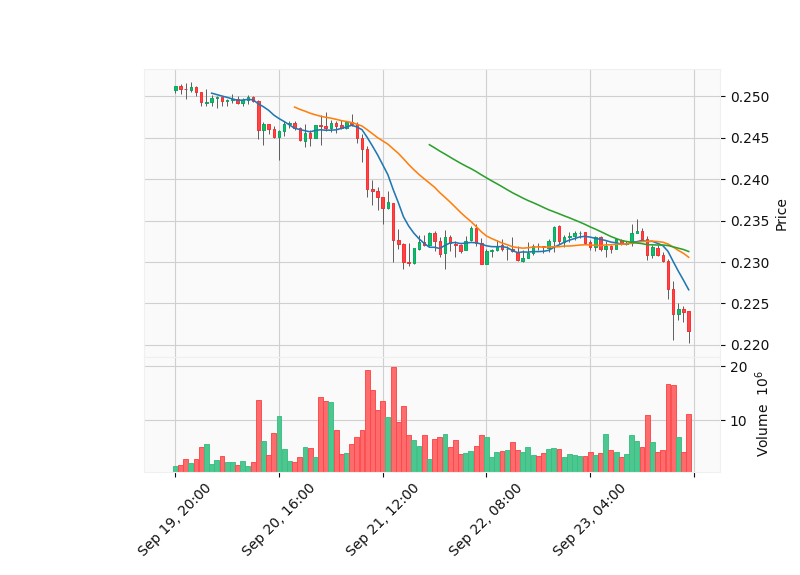 0.250
0.245
0.240
0.235
0.230
0.225
0.220
Price
20
10
Volume 10⁶
Sep 19, 20:00
Sep 20, 16:00
Sep 21, 12:00
Sep 22, 08:00
Sep 23, 04:00